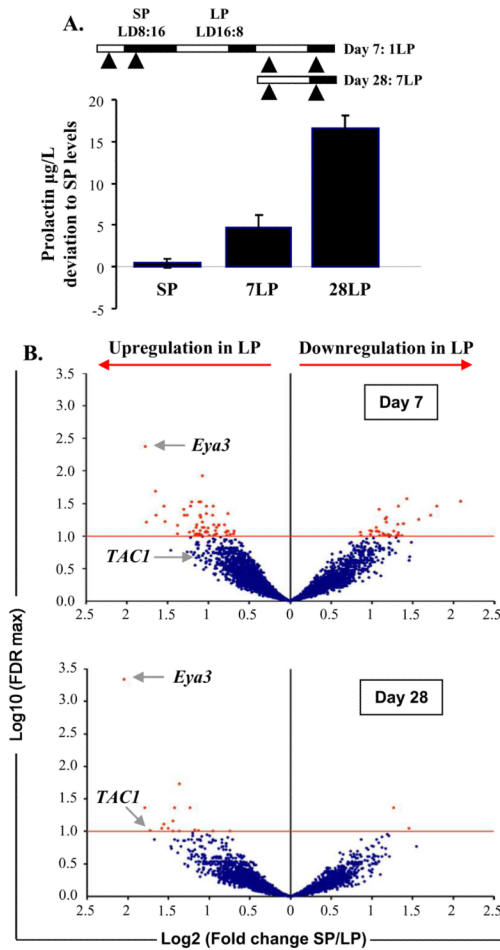 A.
SP LP
LD8:16 LD16:8
Day 7: 1LP
Day 28: 7LP
Prolactin µg/L
deviation to SP levels
20
15
10
5
0
-5
SP 7LP 28LP
B.
Upregulation in LP Downregulation in LP
Log10 (FDR max)
Day 7
Eya3
TAC1
3.5
3.0
2.5
2.0
1.5
1.0
0.5
0.0
2.5 2 1.5 1.0 0.5 0 0.5 1.0 1.5 2.0 2.5
Day 28
Eya3
TAC1
3.5
3.0
2.5
2.0
1.5
1.0
0.5
0.0
2.5 2 1.5 1.0 0.5 0 0.5 1.0 1.5 2.0 2.5
Log2 (Fold change SP/LP)